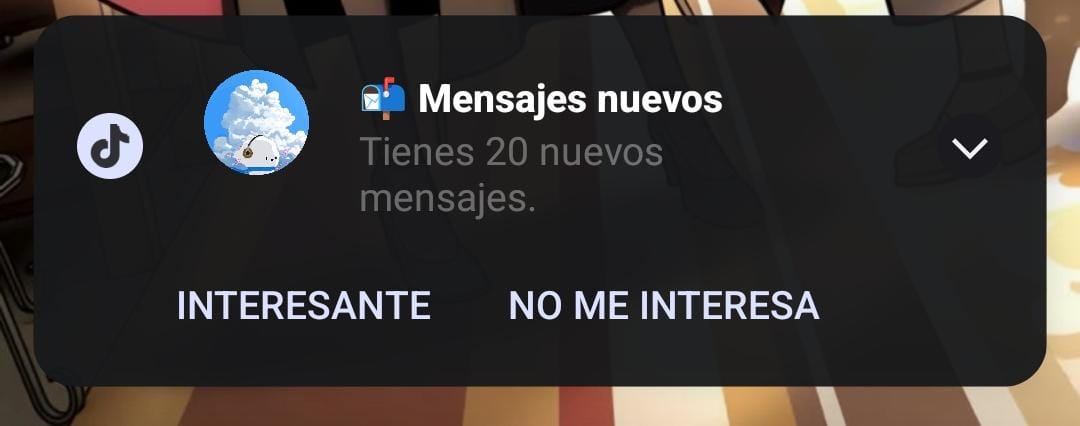 📬 Mensajes nuevos
Tienes 20 nuevos
mensajes.
INTERESANTE NO ME INTERESA